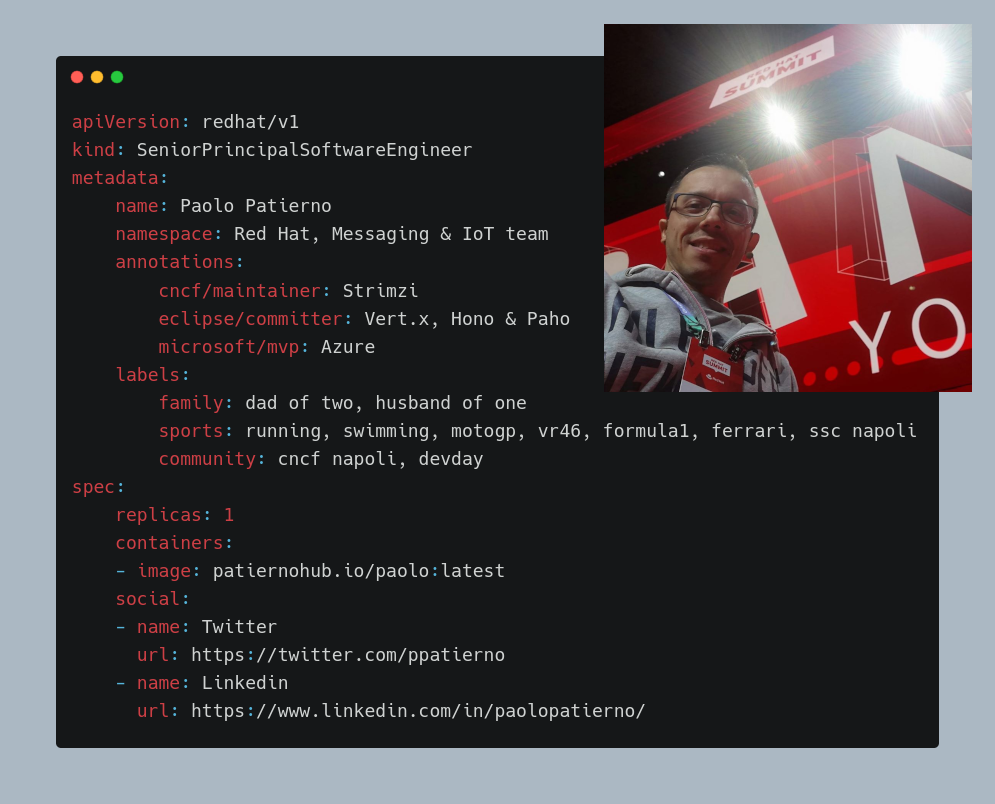 apiVersion: redhat/v1
kind: SeniorPrincipalSoftwareEngineer
metadata:
    name: Paolo Patierno
    namespace: Red Hat, Messaging & IoT team
    annotations:
        cncf/maintainer: Strimzi
        eclipse/committer: Vert.x, Hono & Paho
        microsoft/mvp: Azure
    labels:
        family: dad of two, husband of one
        sports: running, swimming, motogp, vr46, formula1, ferrari, ssc napoli
        community: cncf napoli, devday
spec:
    replicas: 1
    containers:
    - image: patiernohub.io/paolo:latest
    social:
    - name: Twitter
      url: https://twitter.com/ppatierno
    - name: Linkedin
      url: https://www.linkedin.com/in/paolopatierno/
RED HAT
SUMMIT
AN
YO
SUMMIT